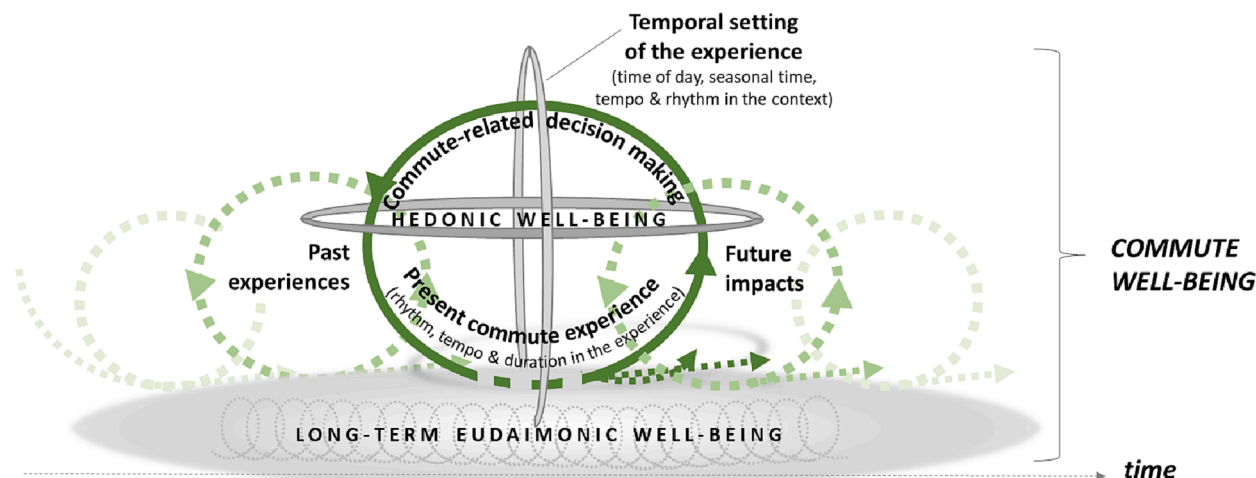 Temporal setting
of the experience
(time of day, seasonal time,
tempo & rhythm in the context)
Commute-related decision making
HEDONIC WELL-BEING
Past
experiences
Future
impacts
Present commute experience
(rhythm, tempo & duration in the experience)
COMMUTE
WELL-BEING
LONG-TERM EUDAIMONIC WELL-BEING
time